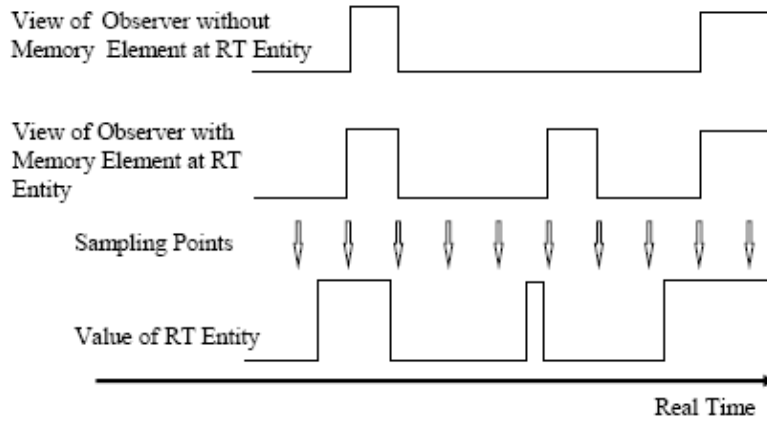 View of Observer without
Memory Element at RT Entity
View of Observer with
Memory Element at RT
Entity
Sampling Points
Value of RT Entity
Real Time